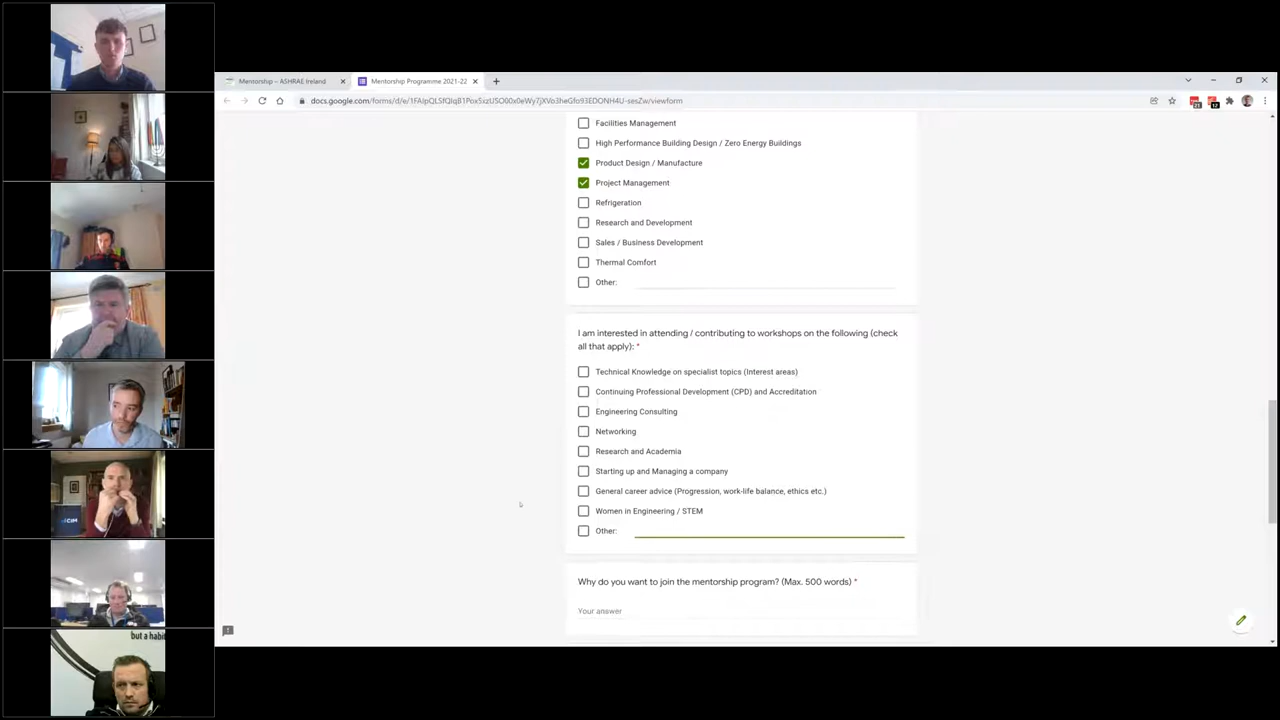 Mentorship – ASHRAE Ireland
Mentorship Programme 2021-22
Facilities Management
High Performance Building Design / Zero Energy Buildings
Product Design / Manufacture
Project Management
Refrigeration
Research and Development
Sales / Business Development
Thermal Comfort
Other:
I am interested in attending / contributing to workshops on the following (check
all that apply): *
Technical Knowledge on specialist topics (Interest areas)
Continuing Professional Development (CPD) and Accreditation
Engineering Consulting
Networking
Research and Academia
Starting up and Managing a company
General career advice (Progression, work-life balance, ethics etc.)
Women in Engineering / STEM
Other:
Why do you want to join the mentorship program? (Max. 500 words) *
Your answer
CIM
but a habit